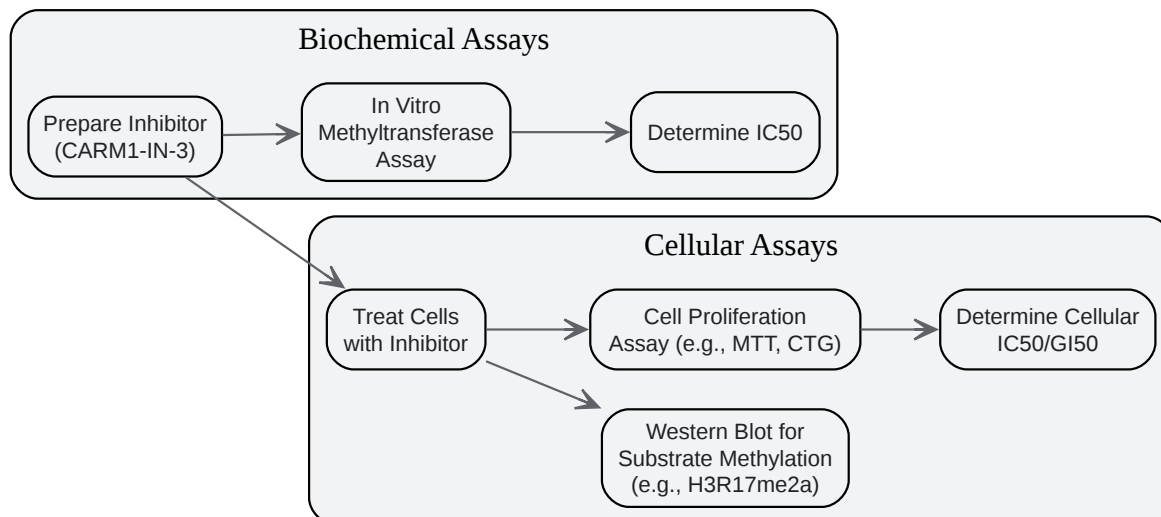 Biochemical Assays
Prepare Inhibitor
(CARM1-IN-3)
In Vitro
Methyltransferase
Assay
Determine IC50
Cellular Assays
Treat Cells
with Inhibitor
Cell Proliferation
Assay (e.g., MTT, CTG)
Determine Cellular
IC50/GI50
Western Blot for
Substrate Methylation
(e.g., H3R17me2a)